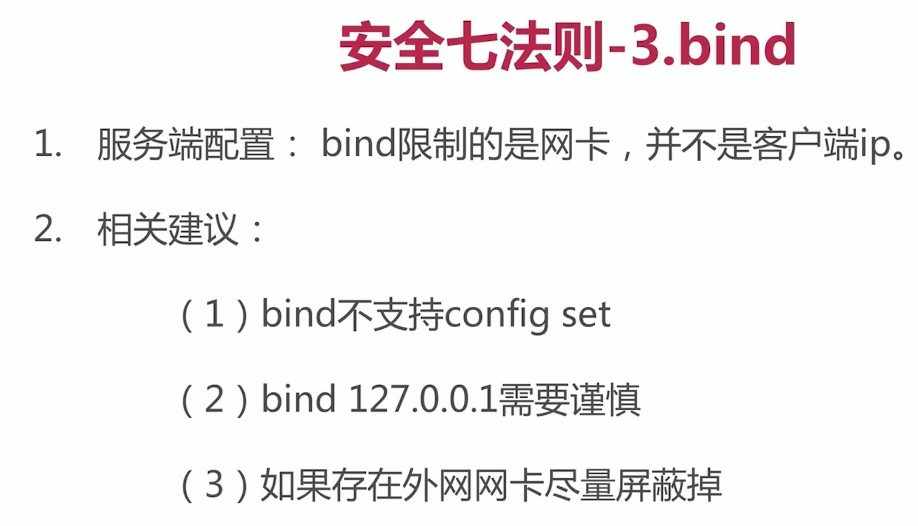 安全七法则-3.bind
1. 服务端配置：bind限制的是网卡，并不是客户端ip。
2. 相关建议：
（1）bind不支持config set
（2）bind 127.0.0.1需要谨慎
（3）如果存在外网网卡尽量屏蔽掉